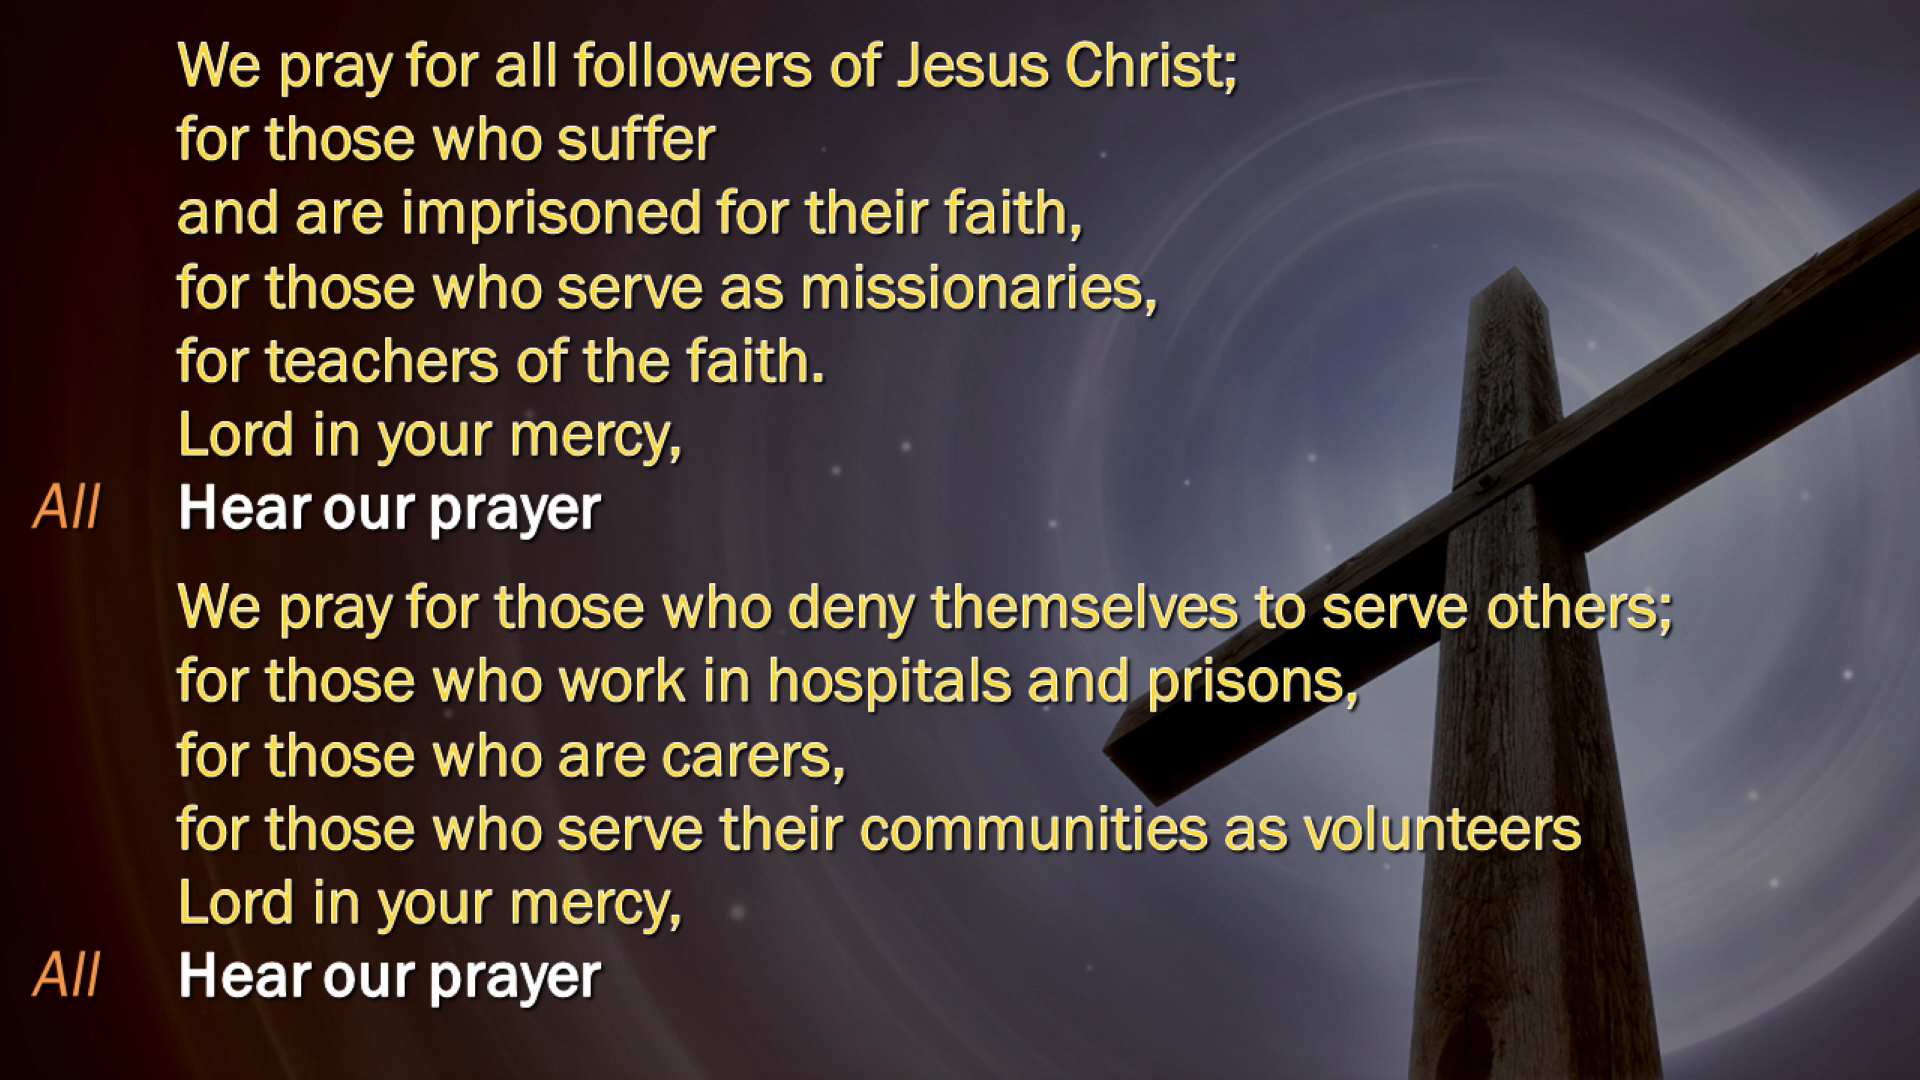 We pray for all followers of Jesus Christ;
for those who suffer
and are imprisoned for their faith,
for those who serve as missionaries,
for teachers of the faith.
Lord in your mercy,
All Hear our prayer
We pray for those who deny themselves to serve others;
for those who work in hospitals and prisons,
for those who are carers,
for those who serve their communities as volunteers
Lord in your mercy,
All Hear our prayer